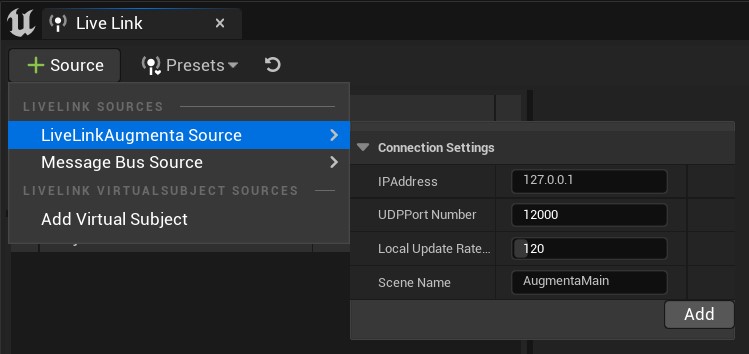 Live Link
Source
Presets
LIVELINK SOURCES
LiveLinkAugmenta Source
Message Bus Source
LIVELINK VIRTUALSUBJECT SOURCES
Add Virtual Subject
Connection Settings
IPAddress 127.0.0.1
UDPPort Number 12000
Local Update Rate... 120
Scene Name AugmentaMain
Add